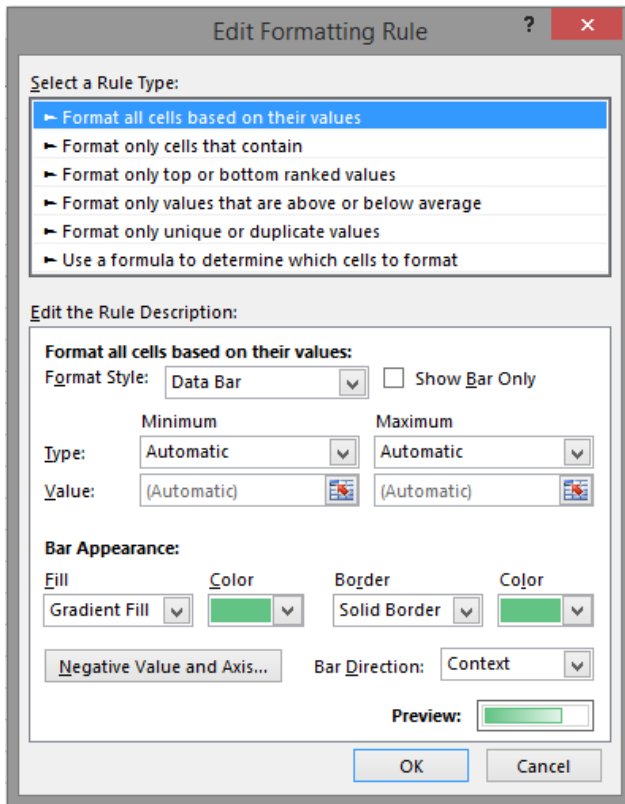 Edit Formatting Rule ?
Select a Rule Type:
► Format all cells based on their values
► Format only cells that contain
► Format only top or bottom ranked values
► Format only values that are above or below average
► Format only unique or duplicate values
► Use a formula to determine which cells to format
Edit the Rule Description:
Format all cells based on their values:
Format Style: Data Bar Show Bar Only
Minimum Maximum
Type: Automatic Automatic
Value: (Automatic) (Automatic)
Bar Appearance:
Fill Color Border Color
Gradient Fill Solid Border
Negative Value and Axis... Bar Direction: Context
Preview:
OK Cancel